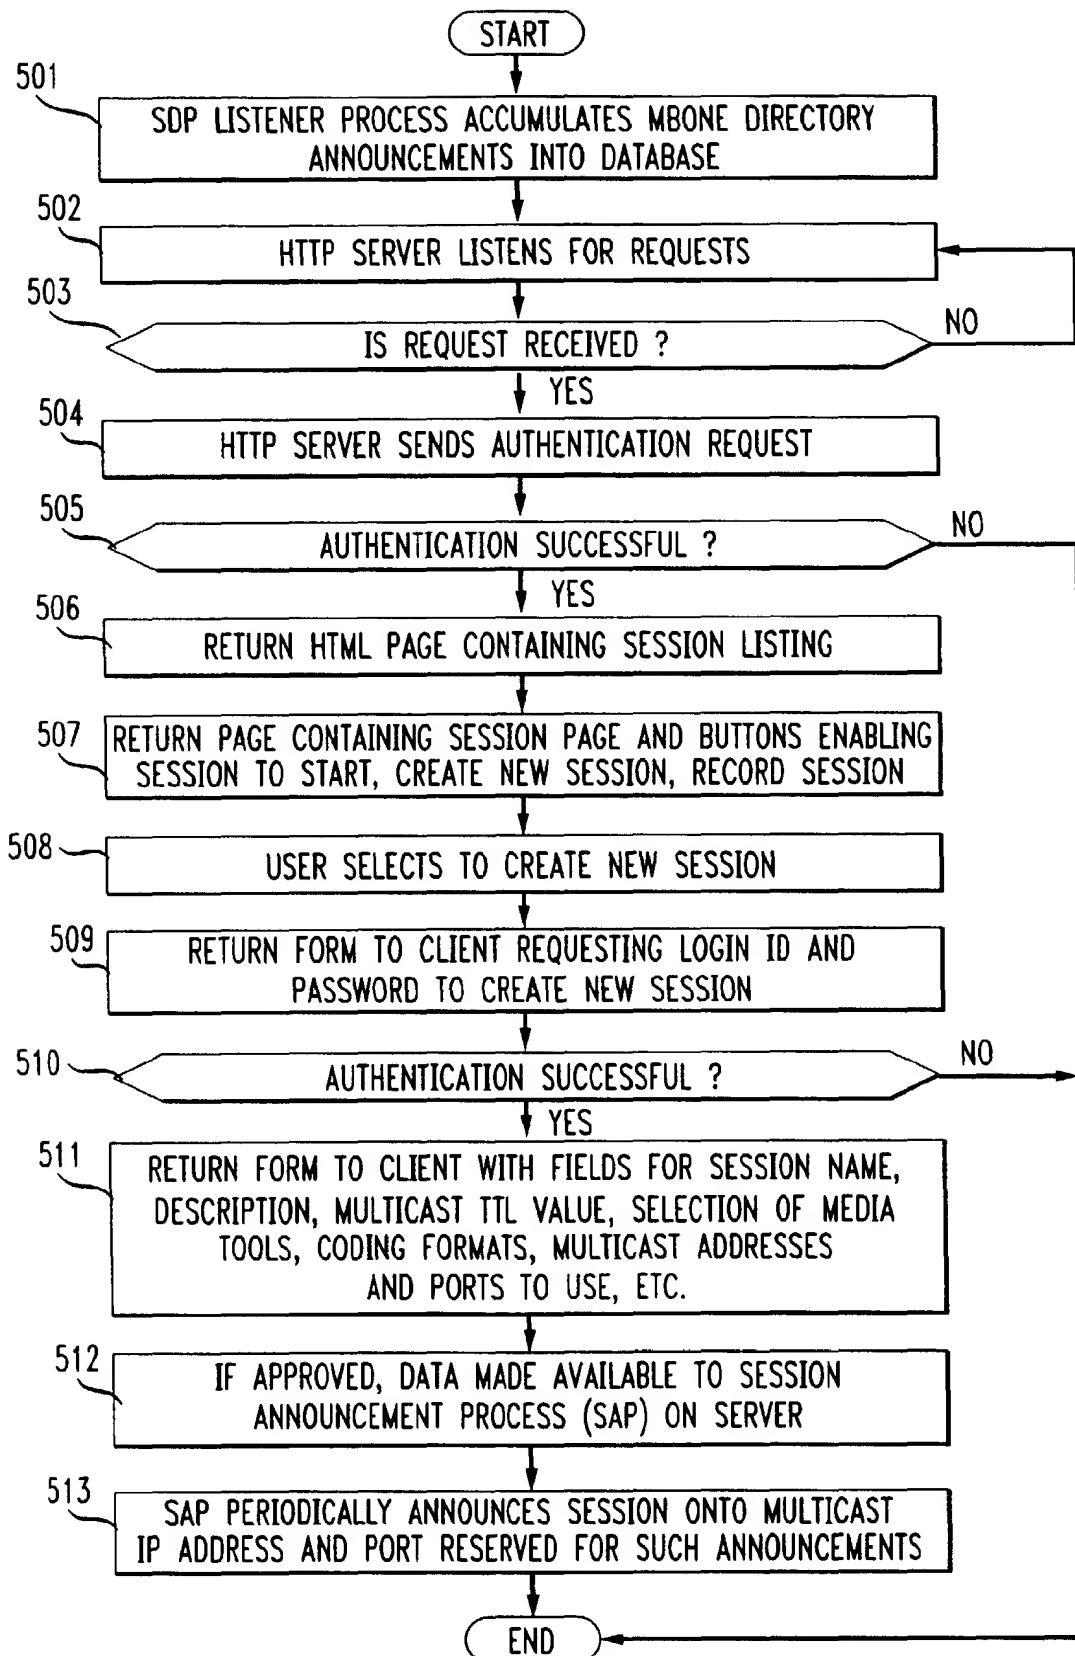 START
501
SDP LISTENER PROCESS ACCUMULATES MBONE DIRECTORY
ANNOUNCEMENTS INTO DATABASE
502
HTTP SERVER LISTENS FOR REQUESTS
503
IS REQUEST RECEIVED ?
NO
YES
504
HTTP SERVER SENDS AUTHENTICATION REQUEST
505
AUTHENTICATION SUCCESSFUL ?
NO
YES
506
RETURN HTML PAGE CONTAINING SESSION LISTING
507
RETURN PAGE CONTAINING SESSION PAGE AND BUTTONS ENABLING
SESSION TO START, CREATE NEW SESSION, RECORD SESSION
508
USER SELECTS TO CREATE NEW SESSION
509
RETURN FORM TO CLIENT REQUESTING LOGIN ID AND
PASSWORD TO CREATE NEW SESSION
510
AUTHENTICATION SUCCESSFUL ?
NO
YES
511
RETURN FORM TO CLIENT WITH FIELDS FOR SESSION NAME,
DESCRIPTION, MULTICAST TTL VALUE, SELECTION OF MEDIA
TOOLS, CODING FORMATS, MULTICAST ADDRESSES
AND PORTS TO USE, ETC.
512
IF APPROVED, DATA MADE AVAILABLE TO SESSION
ANNOUNCEMENT PROCESS (SAP) ON SERVER
513
SAP PERIODICALLY ANNOUNCES SESSION ONTO MULTICAST
IP ADDRESS AND PORT RESERVED FOR SUCH ANNOUNCEMENTS
END